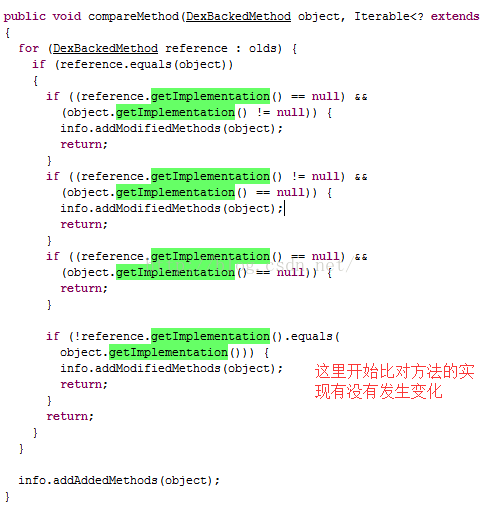 public void compareMethod(DexBackedMethod object, Iterable<? extends
{
  for (DexBackedMethod reference : olds) {
    if (reference.equals(object))
    {
      if ((reference.getImplementation() == null) &&
        (object.getImplementation() != null)) {
        info.addModifiedMethods(object);
        return;
      }
      if ((reference.getImplementation() != null) &&
        (object.getImplementation() == null)) {
        info.addModifiedMethods(object);
        return;
      }
      if ((reference.getImplementation() == null) &&
        (object.getImplementation() == null)) {
        return;
      }
      if (!reference.getImplementation().equals(
        object.getImplementation())) {
        info.addModifiedMethods(object);
        return;
      }
      return;
    }
  }
  info.addAddedMethods(object);
}
这里开始比对方法的实
现有没有发生变化